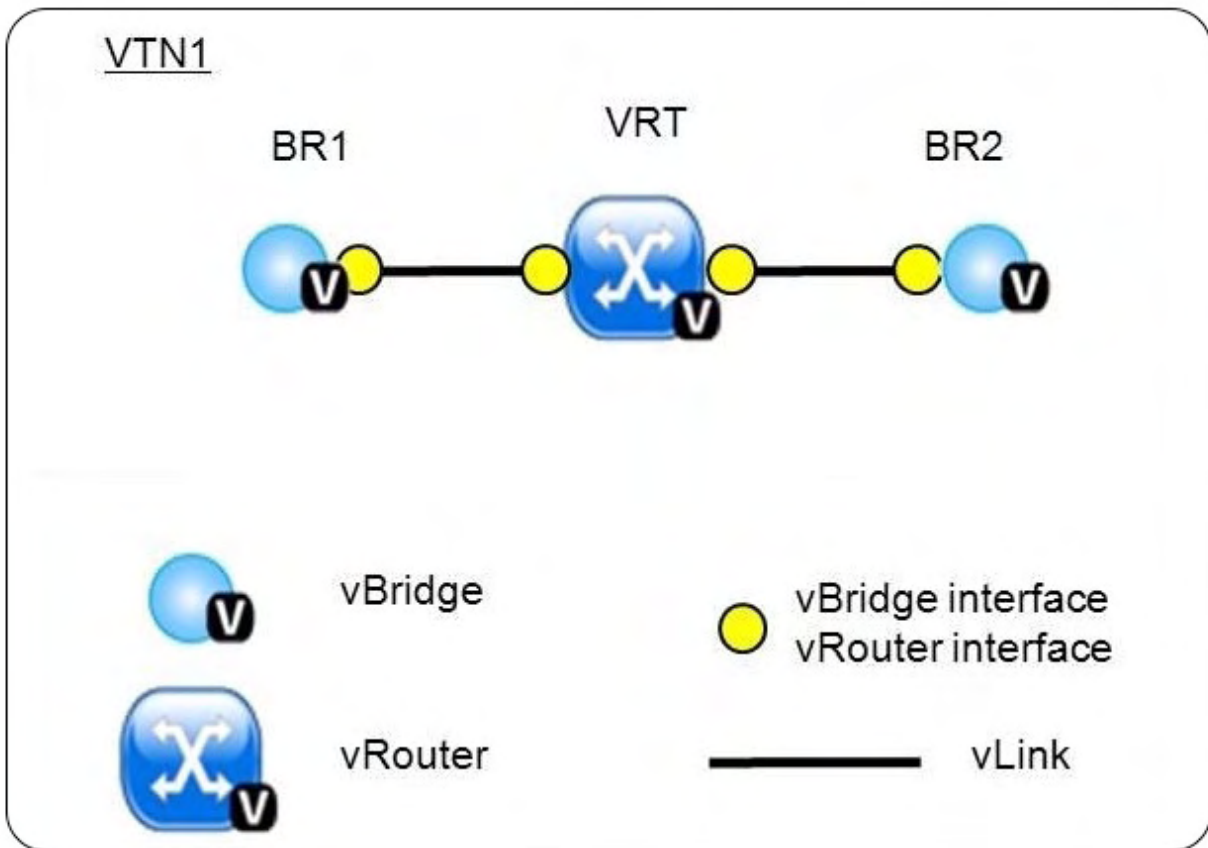 VTN1
BR1
VRT
BR2
V
V
V
vBridge
V
vBridge interface
vRouter interface
vRouter
V
vLink